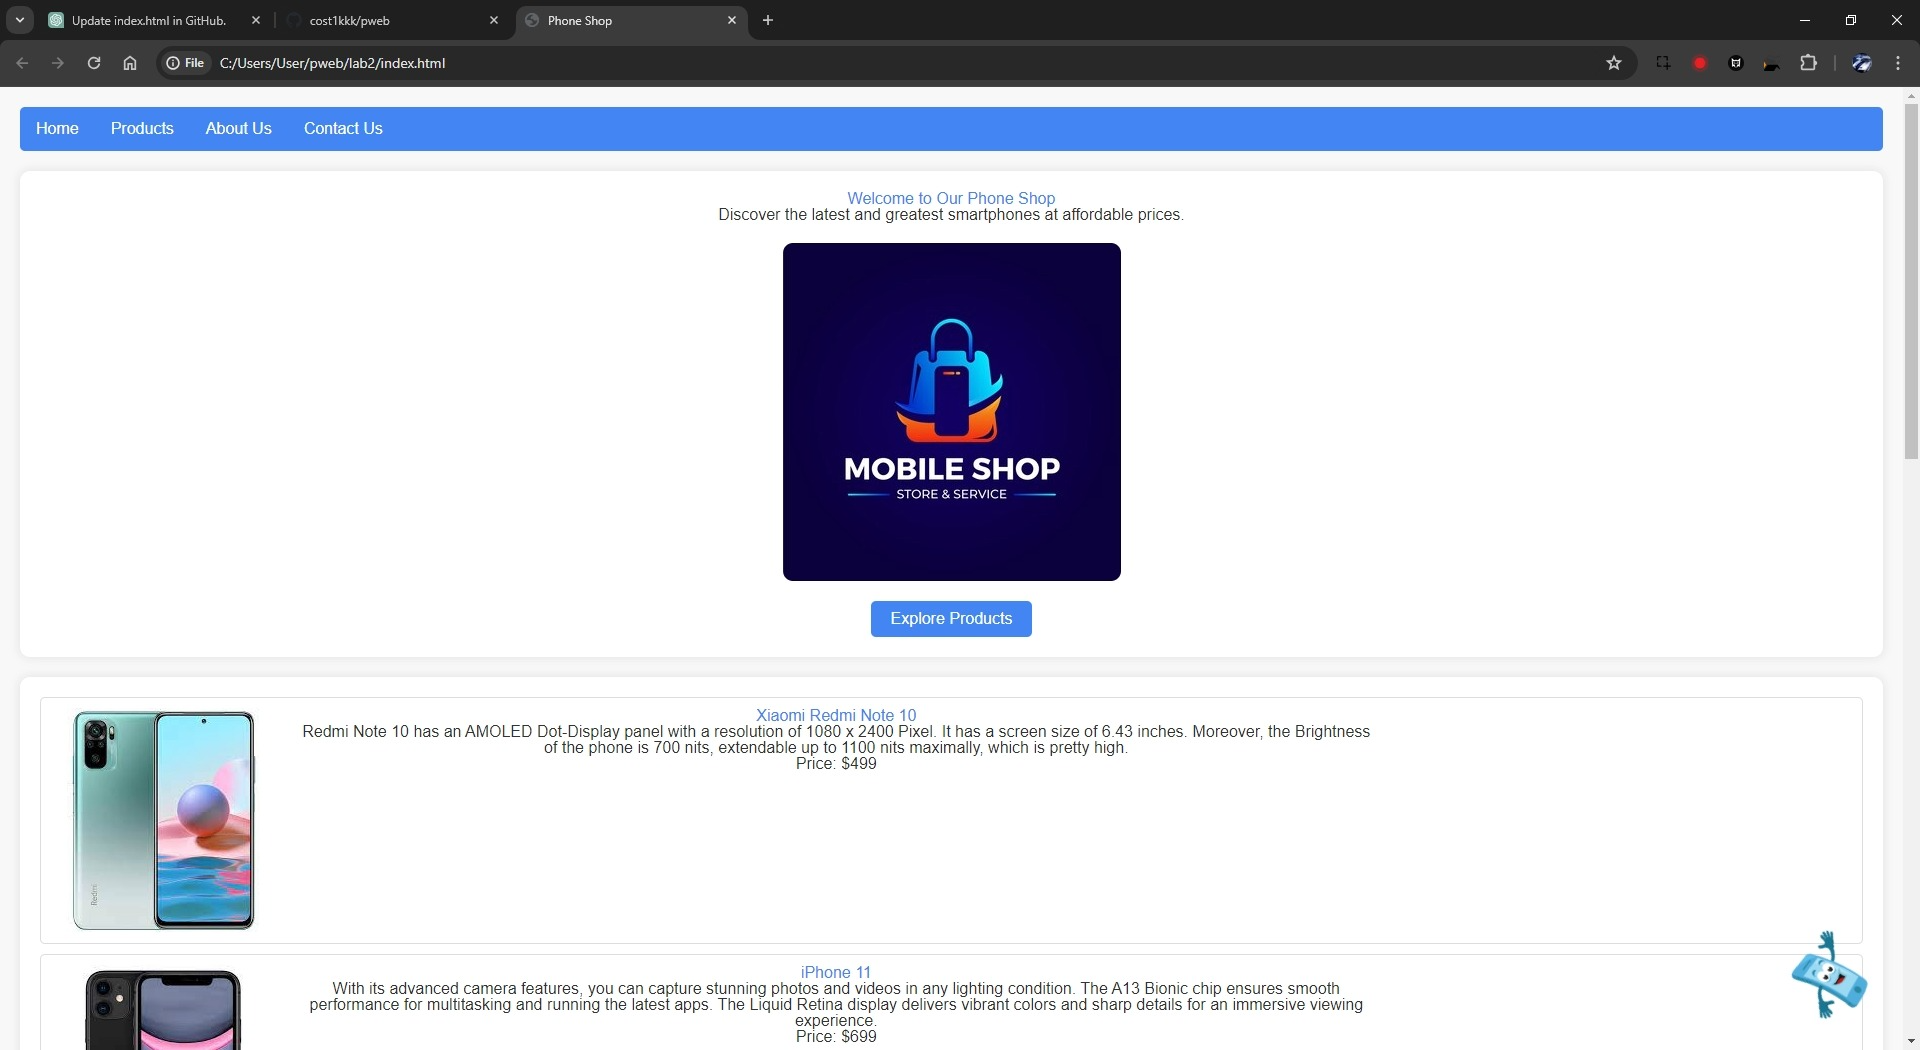 Update index.html in GitHub.
cost1kkk/pweb
Phone Shop
File
C:/Users/User/pweb/lab2/index.html
Home
Products
About Us
Contact Us
Welcome to Our Phone Shop
Discover the latest and greatest smartphones at affordable prices.
MOBILE SHOP
STORE & SERVICE
Explore Products
Xiaomi Redmi Note 10
Redmi Note 10 has an AMOLED Dot-Display panel with a resolution of 1080 x 2400 Pixel. It has a screen size of 6.43 inches. Moreover, the Brightness
of the phone is 700 nits, extendable up to 1100 nits maximally, which is pretty high.
Price: $499
Redmi
iPhone 11
With its advanced camera features, you can capture stunning photos and videos in any lighting condition. The A13 Bionic chip ensures smooth
performance for multitasking and running the latest apps. The Liquid Retina display delivers vibrant colors and sharp details for an immersive viewing
experience.
Price: $699